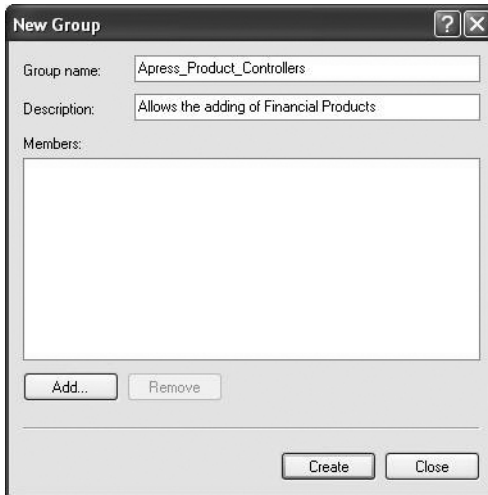 New Group
Group name: Apress_Product_Controllers
Description: Allows the adding of Financial Products
Members:
Add... Remove
Create Close